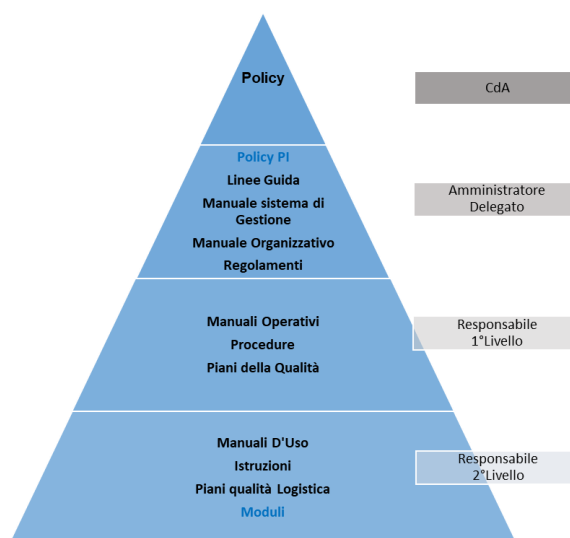 Policy
CdA
Policy PI
Linee Guida
Manuale sistema di
Gestione
Manuale Organizzativo
Regolamenti
Amministratore
Delegato
Manuali Operativi
Procedure
Piani della Qualità
Responsabile
1°Livello
Manuali D'Uso
Istruzioni
Piani qualità Logistica
Moduli
Responsabile
2°Livello